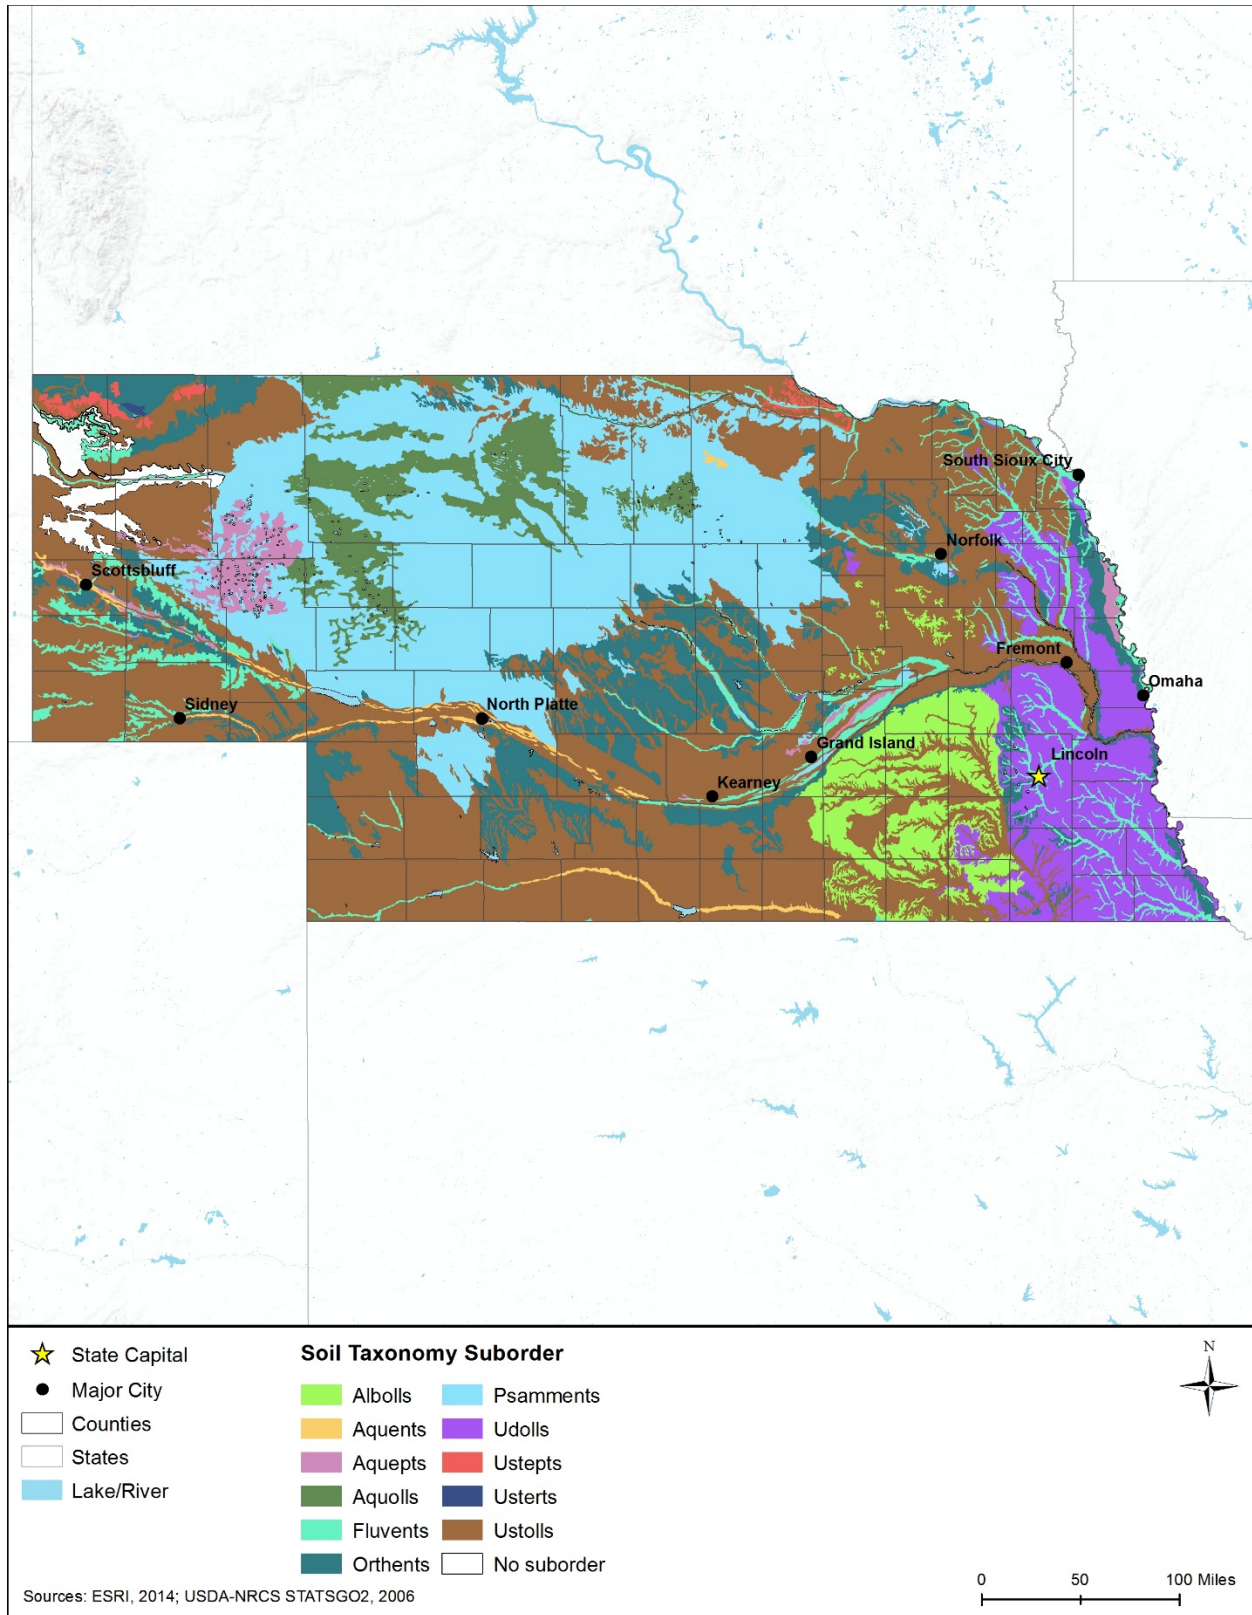 South Sioux City
Norfolk
Scottsbluff
Fremont
Omaha
Sidney
North Platte
Grand Island
Lincoln
Kearney
State Capital
Major City
Counties
States
Lake/River
Soil Taxonomy Suborder
Albolls
Aquents
Aquepts
Aquolls
Fluvents
Orthents
Psamments
Udolls
Ustepts
Usterts
Ustolls
No suborder
N
0 50 100 Miles
Sources: ESRI, 2014; USDA-NRCS STATSGO2, 2006